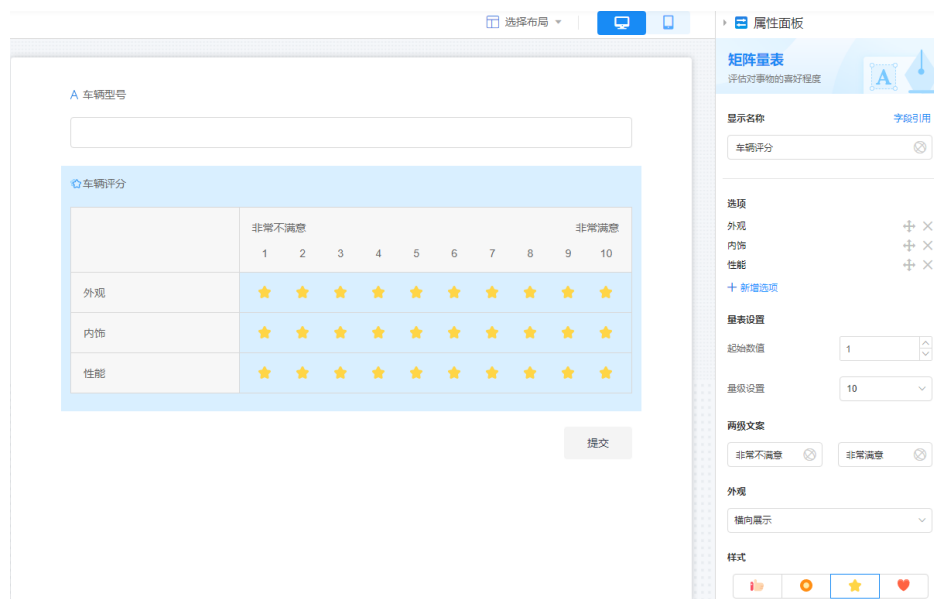 选择布局
属性面板
矩阵量表
评估对事物的喜好程度
A
A 车辆型号
车辆评分
非常不满意 非常满意
1 2 3 4 5 6 7 8 9 10
外观
内饰
性能
提交
显示名称 字段引用
车辆评分
选项
外观
内饰
性能
新增选项
量表设置
起始数值 1
量级设置 10
两级文案
非常不满意 非常满意
外观
横向展示
样式